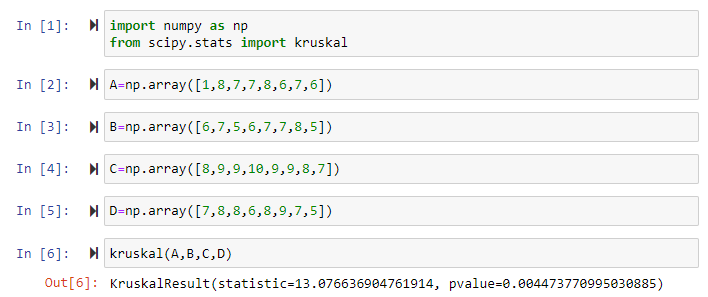 In [1]: import numpy as np
from scipy.stats import kruskal
In [2]: A=np.array([1,8,7,7,8,6,7,6])
In [3]: B=np.array([6,7,5,6,7,7,8,5])
In [4]: C=np.array([8,9,9,10,9,9,8,7])
In [5]: D=np.array([7,8,8,6,8,9,7,5])
In [6]: kruskal(A,B,C,D)
Out[6]: KruskalResult(statistic=13.076636904761914, pvalue=0.004473770995030885)